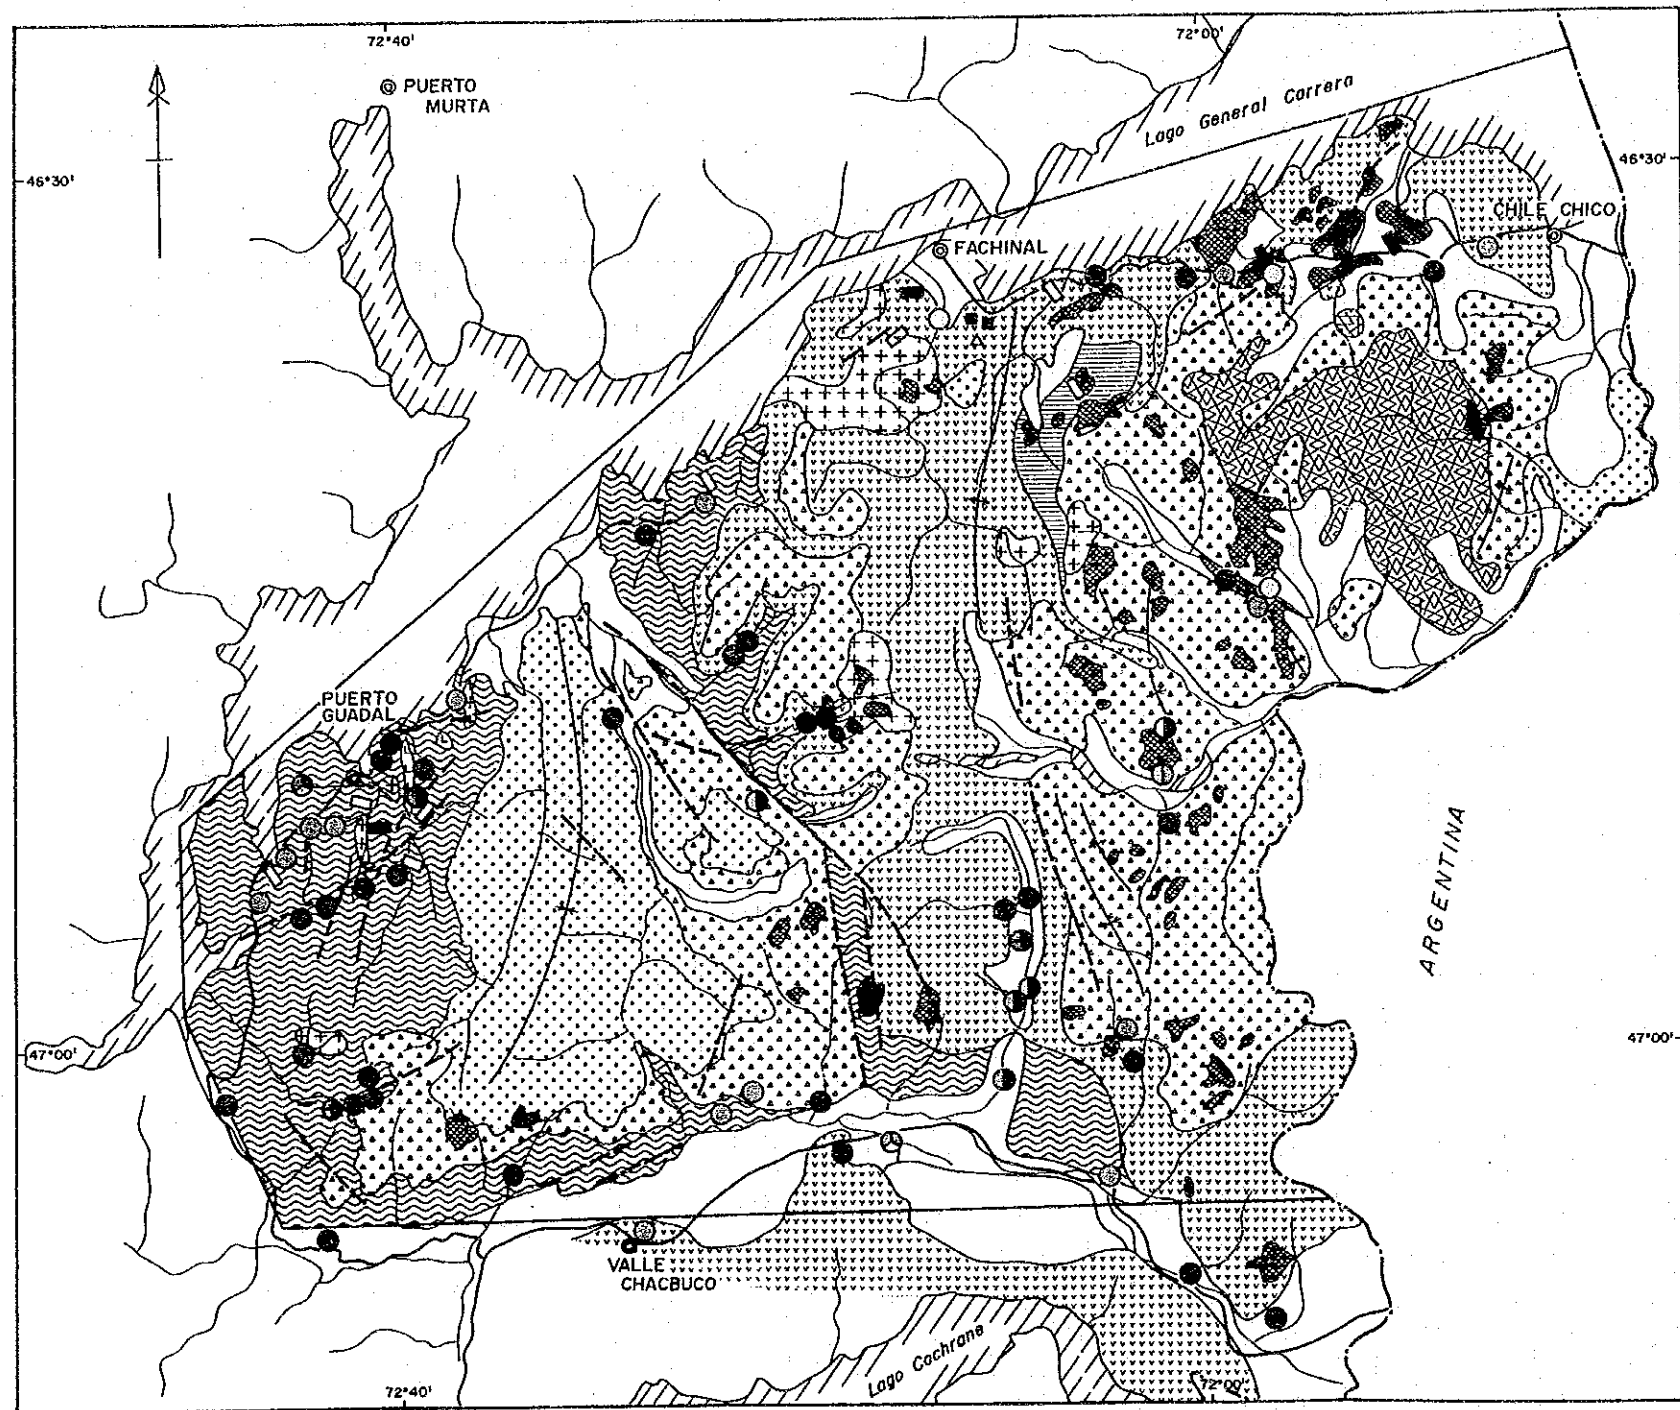 72°40'
72°00'
PUERTO
MURTA
Lago General Carrera
46°30'
46°30'
CHILE CHICO
FACHINAL
PUERTO
GUADAL
ARGENTINA
47°00'
47°00'
VALLE
CHACBUCO
Lago Cochrane
72°40'
72°00'